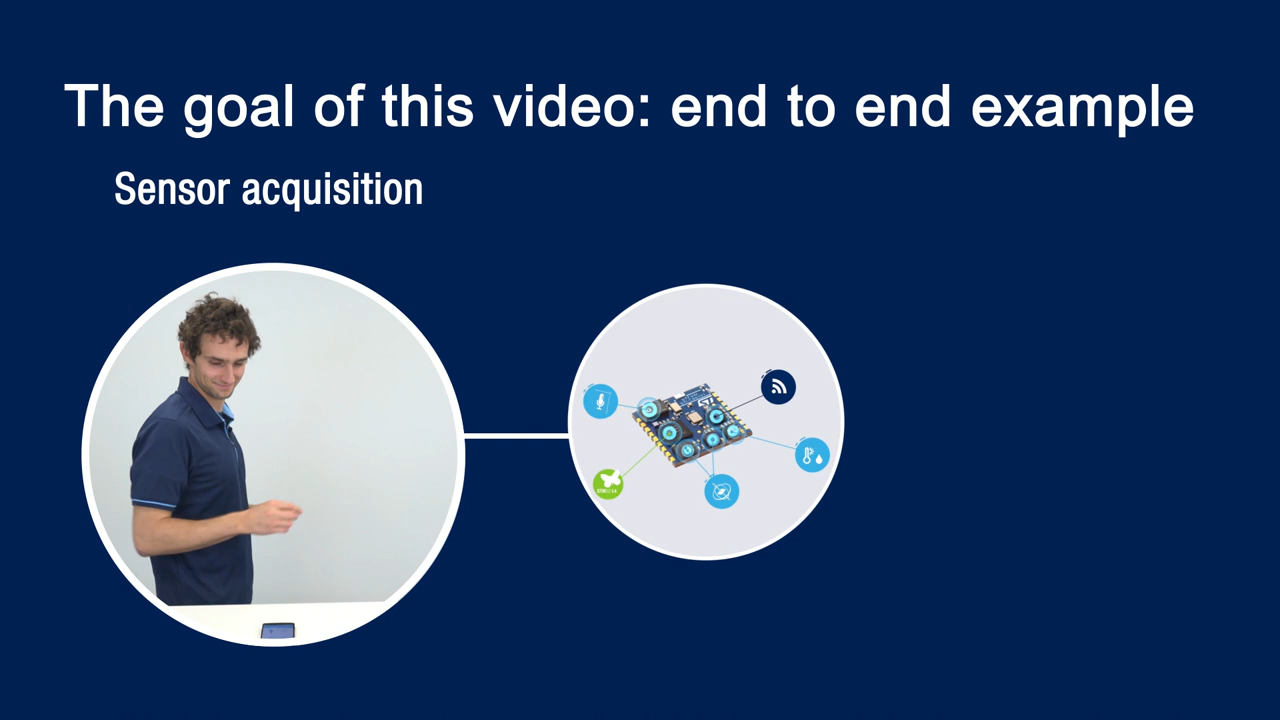 The goal of this video: end to end example
Sensor acquisition